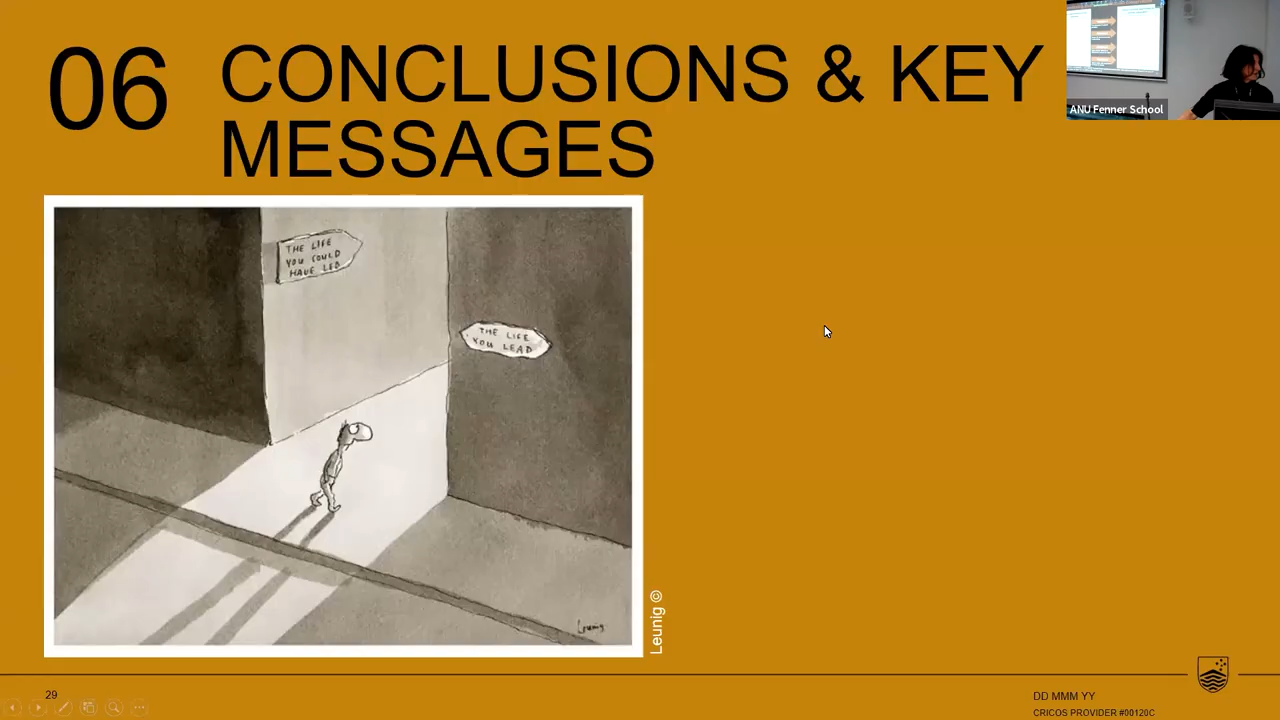 06
CONCLUSIONS & KEY
MESSAGES
ANU Fenner School
THE LIFE
YOU COULD
HAVE LED
THE LIFE
YOU LEAD
Leunig
Leunig ©
29
DD MMM YY
CRICOS PROVIDER #00120C